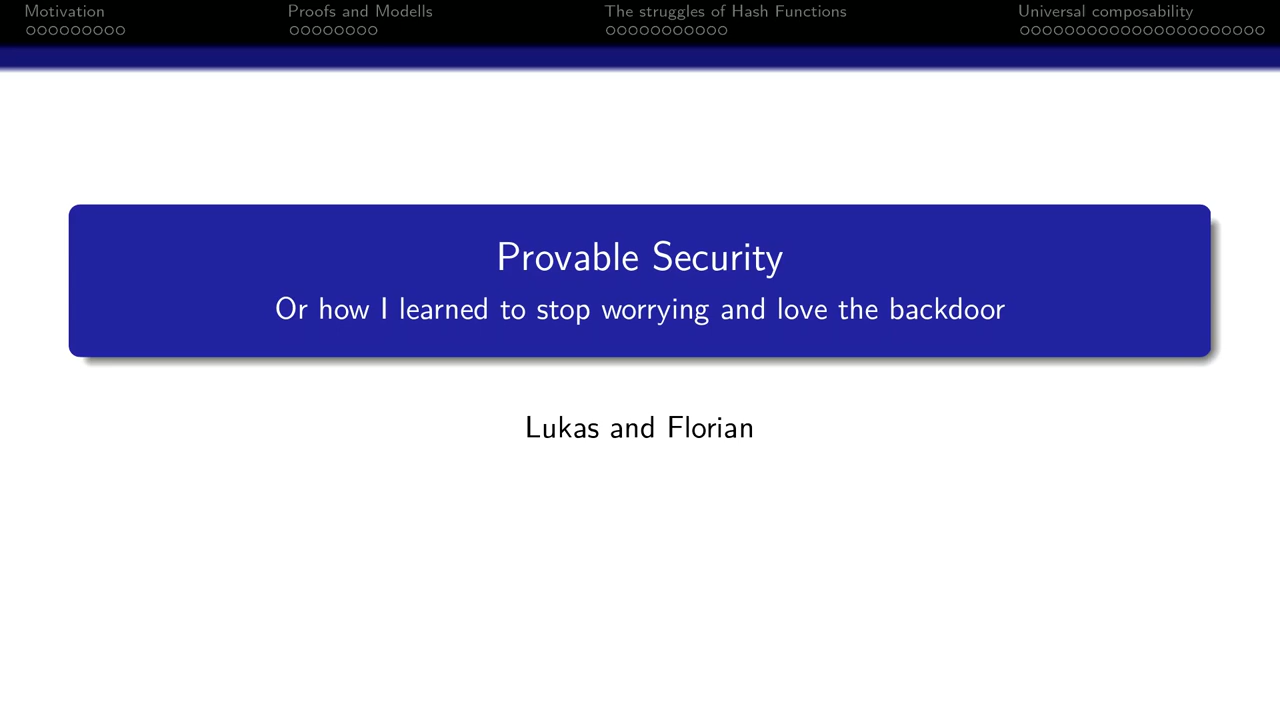 Motivation
Proofs and Modells
The struggles of Hash Functions
Universal composability
Provable Security
Or how I learned to stop worrying and love the backdoor
Lukas and Florian